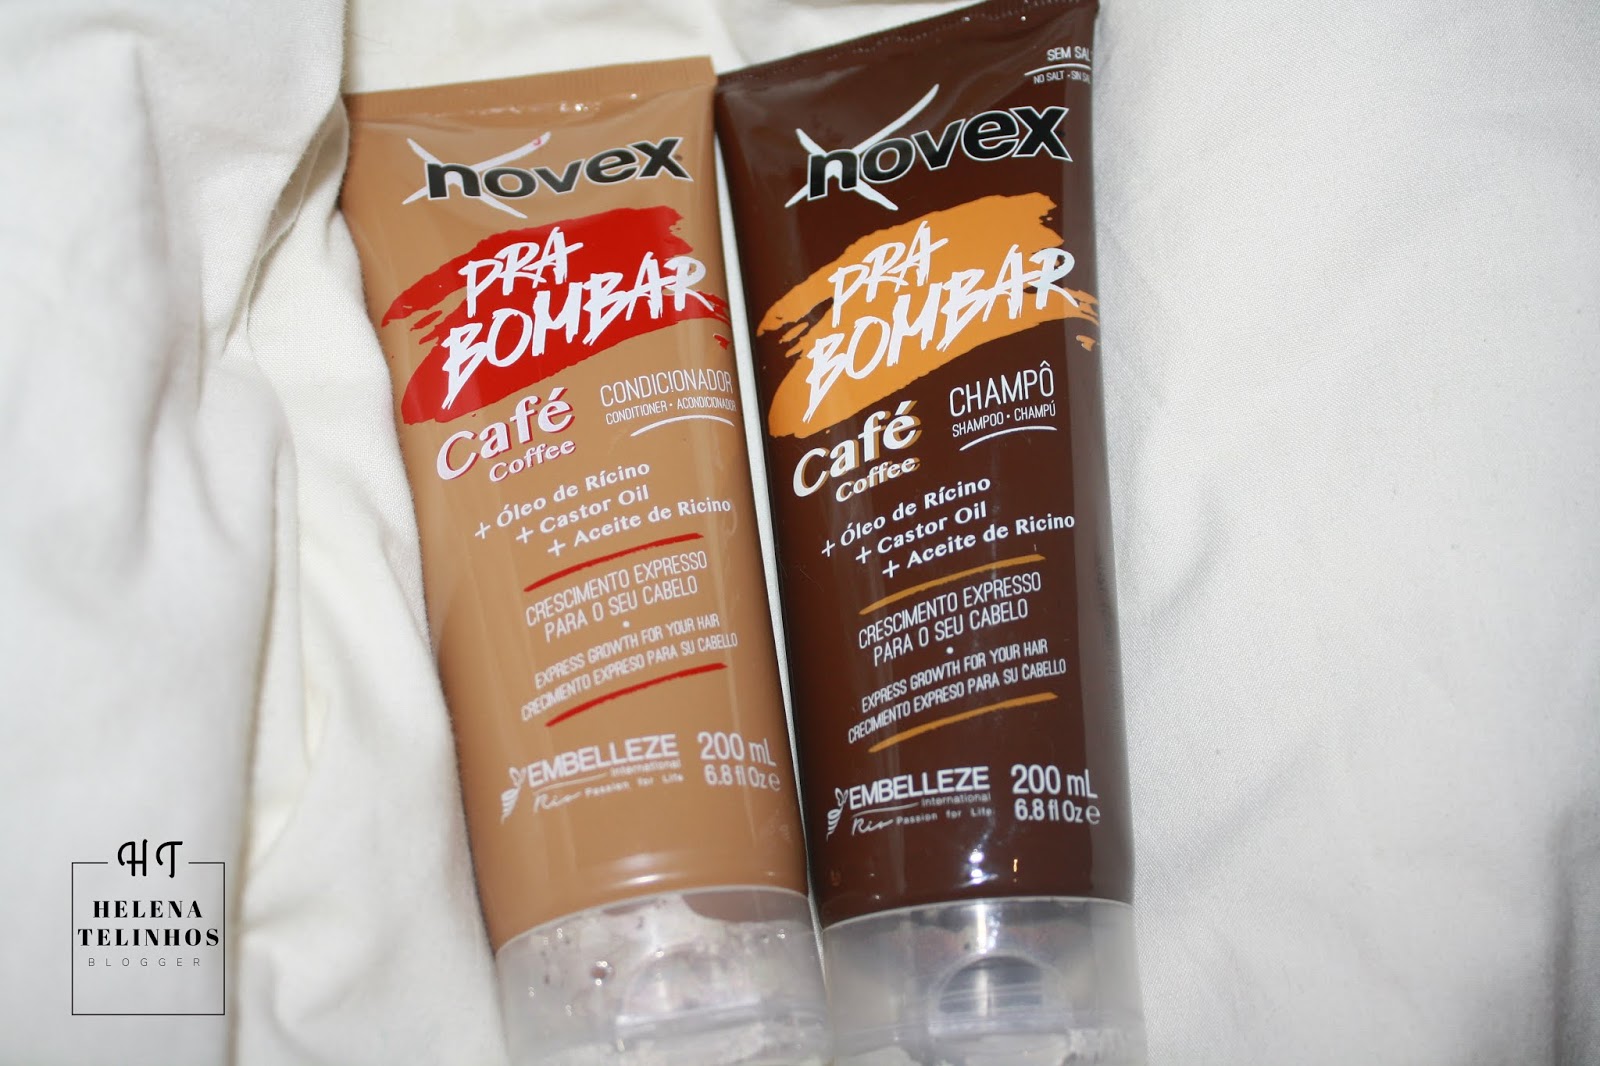 novex
PRA
BOMBAR
Café
Coffee
CONDICIONADOR
CONDITIONER • ACONDICIONADOR
+ Óleo de Rícino
+ Castor Oil
+ Aceite de Ricino
CRESCIMENTO EXPRESSO
PARA O SEU CABELO
•
EXPRESS GROWTH FOR YOUR HAIR
CRECIMIENTO EXPRESO PARA SU CABELLO
EMBELLEZE
International
Rio Passion for Life
200 mL
6.8 fl Oz e
SEM SAL
NO SALT • SIN SAL
novex
PRA
BOMBAR
Café
Coffee
CHAMPÔ
SHAMPOO • CHAMPÚ
+ Óleo de Rícino
+ Castor Oil
+ Aceite de Ricino
CRESCIMENTO EXPRESSO
PARA O SEU CABELO
•
EXPRESS GROWTH FOR YOUR HAIR
CRECIMIENTO EXPRESO PARA SU CABELLO
EMBELLEZE
International
Rio Passion for Life
200 mL
6.8 fl Oz e
HT
HELENA
TELINHOS
BLOGGER